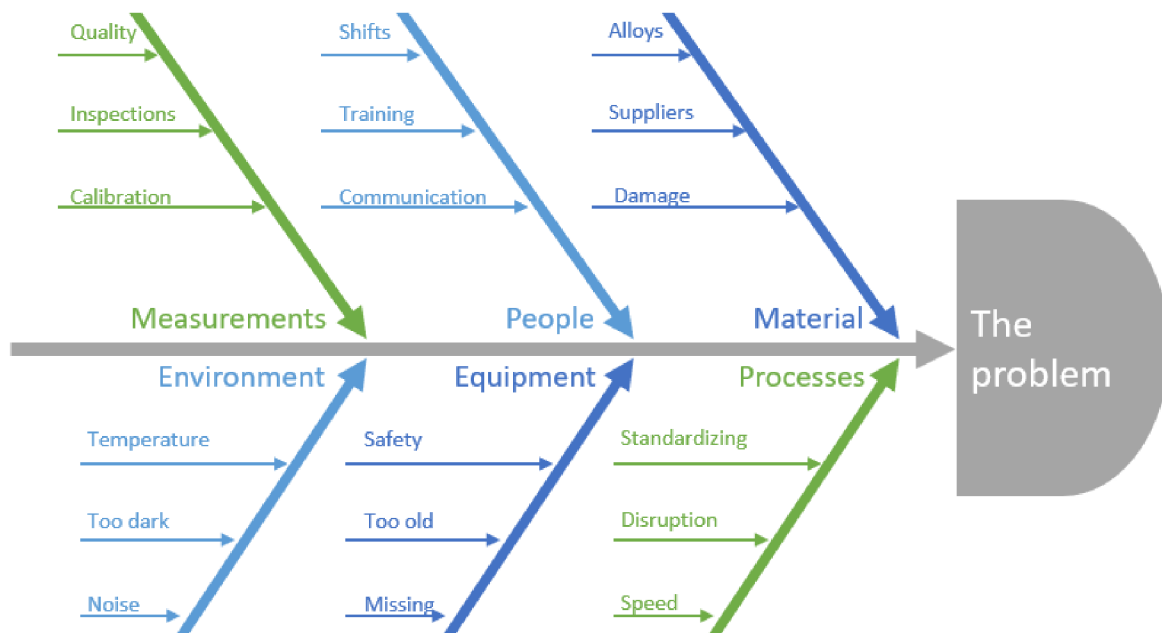 Quality
Shifts
Alloys
Inspections
Training
Suppliers
Calibration
Communication
Damage
Measurements
People
Material
The
problem
Environment
Equipment
Processes
Temperature
Safety
Standardizing
Too dark
Too old
Disruption
Noise
Missing
Speed